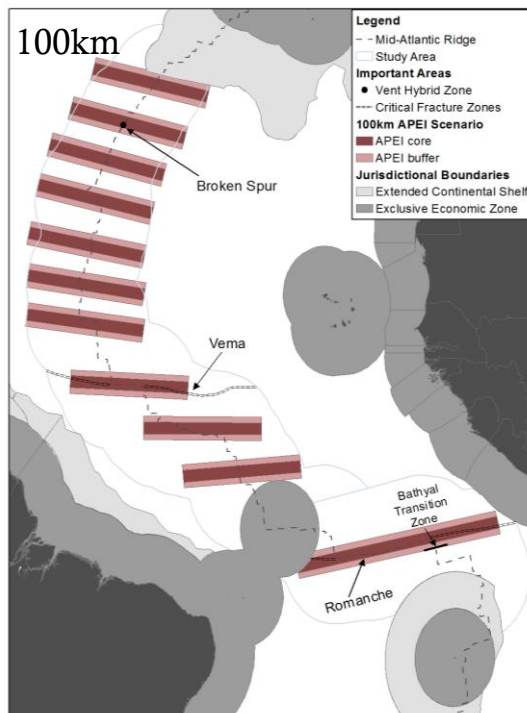 100km
Legend
Mid-Atlantic Ridge
Study Area
Important Areas
Vent Hybrid Zone
Critical Fracture Zones
100km APEI Scenario
APEI core
APEI buffer
Jurisdictional Boundaries
Extended Continental Shelf
Exclusive Economic Zone
Broken Spur
Vema
Bathyal
Transition
Zone
Romanche